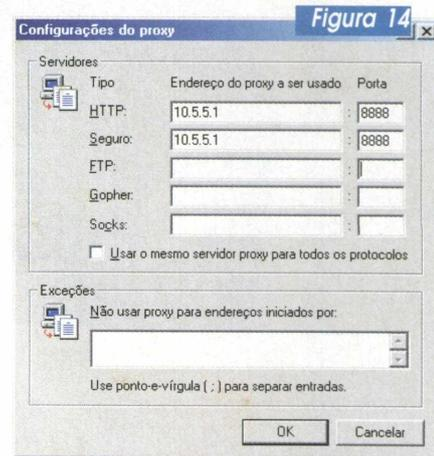 Figura 14
Configurações do proxy
Servidores
Tipo Endereço do proxy a ser usado Porta
HTTP: 10.5.5.1 : 8888
Seguro: 10.5.5.1 : 8888
FTP: :
Gopher: :
Socks: :
Usar o mesmo servidor proxy para todos os protocolos
Exceções
Não usar proxy para endereços iniciados por:
Use ponto-e-vírgula ( ; ) para separar entradas.
OK Cancelar